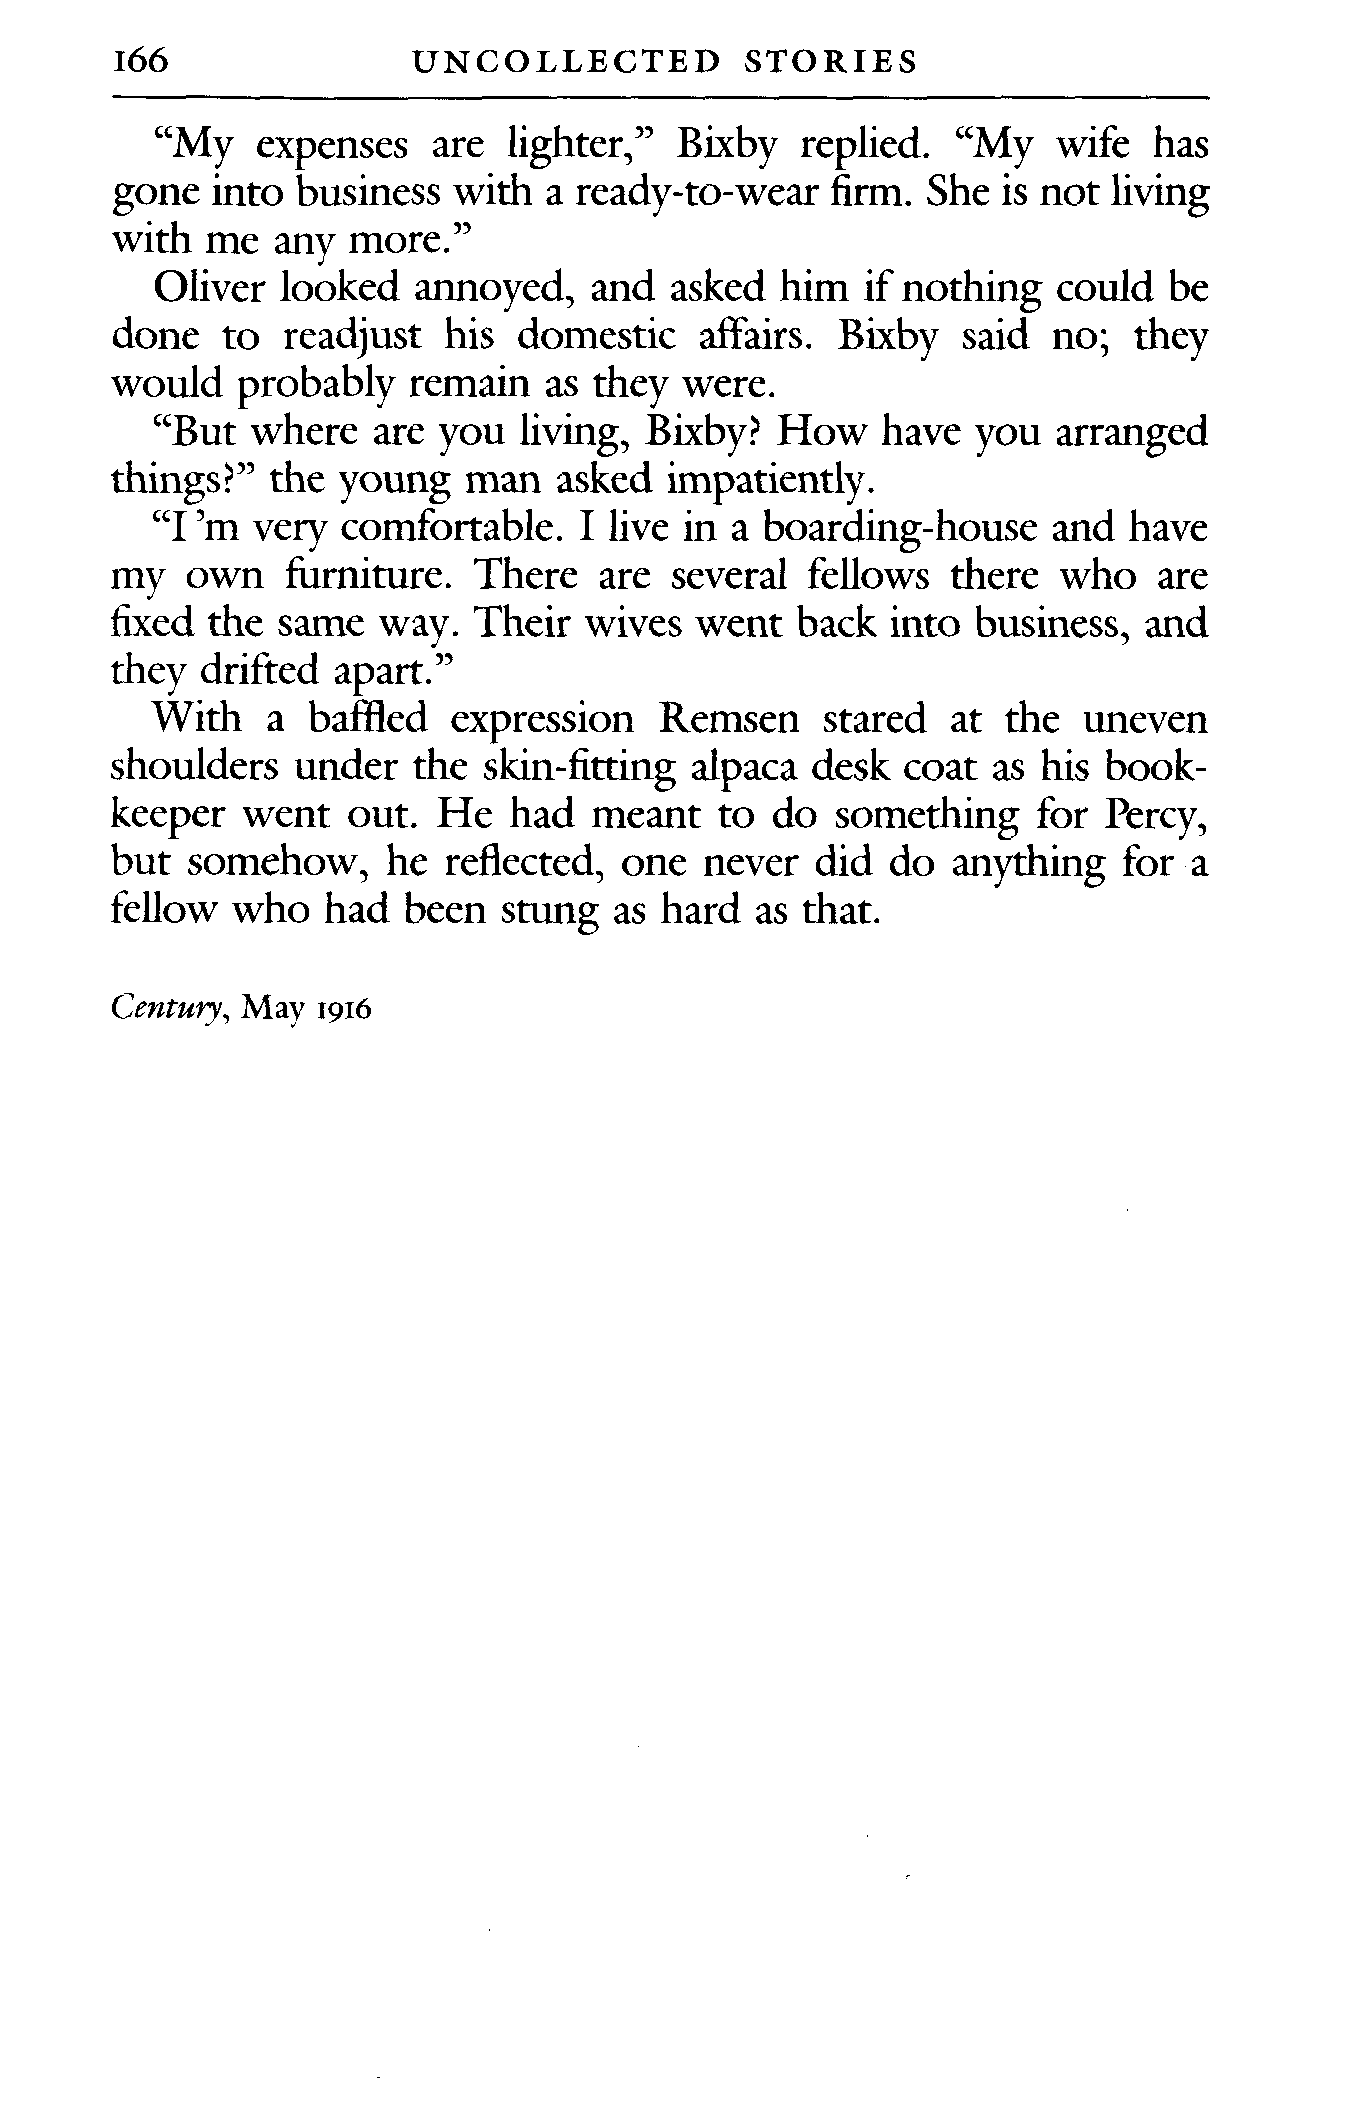 166 UNCOLLECTED STORIES
“My expenses are lighter,” Bixby replied. “My wife has
gone into business with a ready-to-wear firm. She is not living
with me any more.”
Oliver looked annoyed, and asked him if nothing could be
done to readjust his domestic affairs. Bixby said no; they
would probably remain as they were.
“But where are you living, Bixby? How have you arranged
things?” the young man asked impatiently.
“I ’m very comfortable. I live in a boarding-house and have
my own furniture. There are several fellows there who are
fixed the same way. Their wives went back into business, and
they drifted apart.”
With a baffled expression Remsen stared at the uneven
shoulders under the skin-fitting alpaca desk coat as his book-
keeper went out. He had meant to do something for Percy,
but somehow, he reflected, one never did do anything for a
fellow who had been stung as hard as that.
Century, May 1916